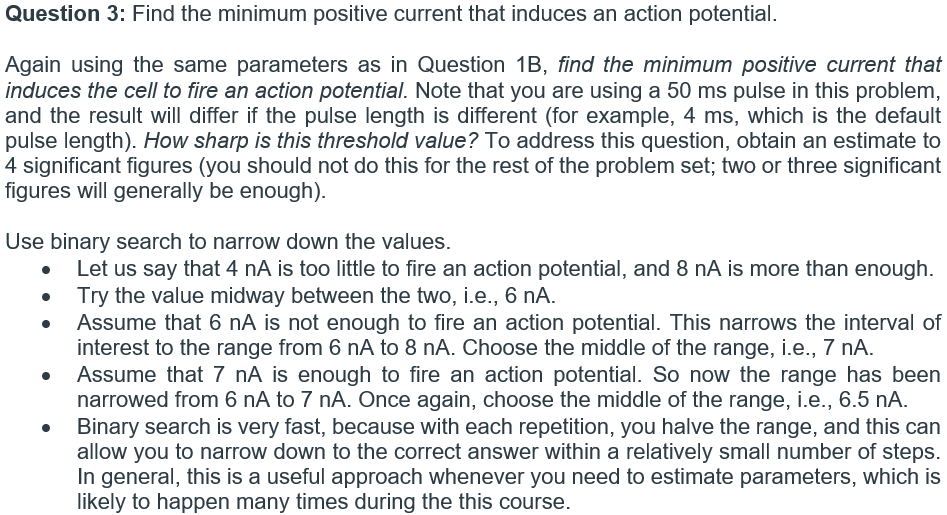 Question 3: Find the minimum positive current that induces an action potential.
Again using the same parameters as in Question 1B, find the minimum positive current that
induces the cell to fire an action potential. Note that you are using a 50 ms pulse in this problem,
and the result will differ if the pulse length is different (for example, 4 ms, which is the default
pulse length). How sharp is this threshold value? To address this question, obtain an estimate to
4 significant figures (you should not do this for the rest of the problem set; two or three significant
figures will generally be enough).
Use binary search to narrow down the values.
• Let us say that 4 nA is too little to fire an action potential, and 8 nA is more than enough.
• Try the value midway between the two, i.e., 6 nA.
• Assume that 6 nA is not enough to fire an action potential. This narrows the interval of
interest to the range from 6 nA to 8 nA. Choose the middle of the range, i.e., 7 nA.
• Assume that 7 nA is enough to fire an action potential. So now the range has been
narrowed from 6 nA to 7 nA. Once again, choose the middle of the range, i.e., 6.5 nA.
• Binary search is very fast, because with each repetition, you halve the range, and this can
allow you to narrow down to the correct answer within a relatively small number of steps.
In general, this is a useful approach whenever you need to estimate parameters, which is
likely to happen many times during the this course.